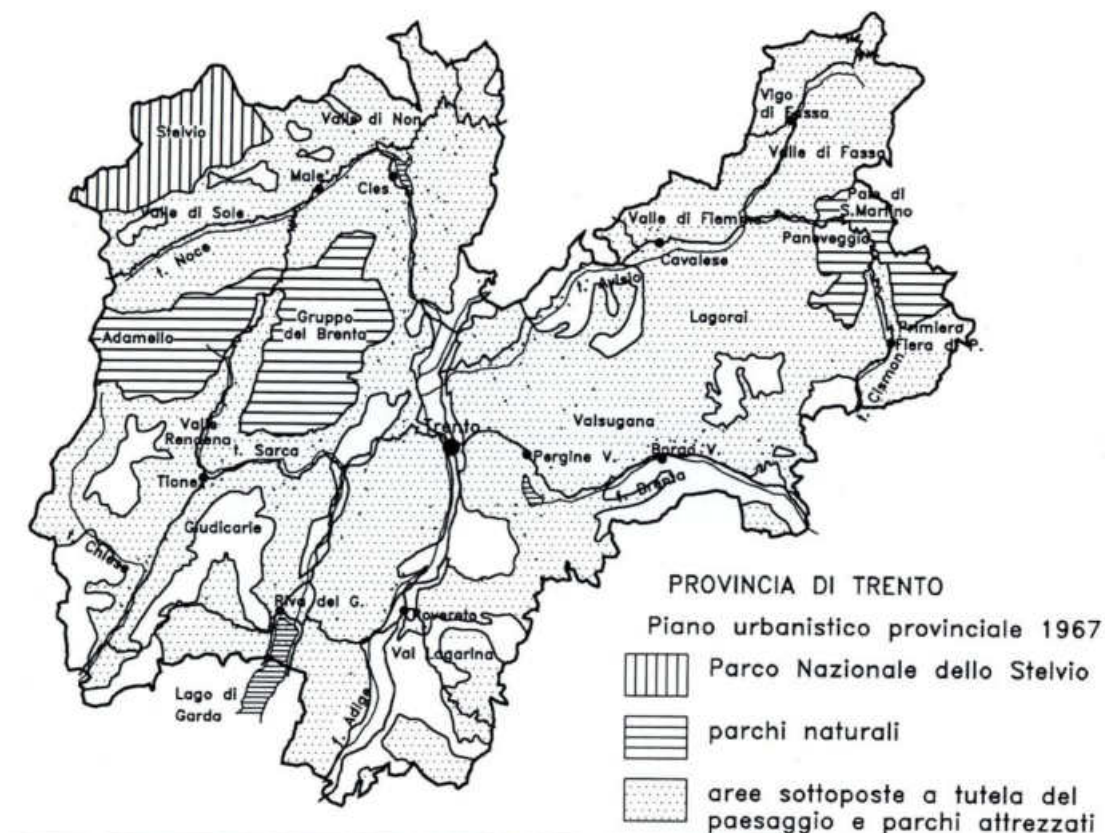 Stelvio
Valle di Non
Vigo
di Fassa
Valle di Fassa
Malè
Cles
Valle di Sole
Pale di
S.Martino
Valle di Fiemme
Paneveggio
f. Noce
Cavalese
f. Avisio
Gruppo
del Brenta
Lagorai
Adamello
Primiero
Fiera di P.
f. Cismon
Valle
Rendena
Valsugana
Trento
f. Sarca
Pergine V.
Borgo V.
Tione
f. Brenta
Giudicarie
f. Chiese
Riva del G.
Rovereto
Val Lagarina
Lago di
Garda
f. Adige
PROVINCIA DI TRENTO
Piano urbanistico provinciale 1967
Parco Nazionale dello Stelvio
parchi naturali
aree sottoposte a tutela del
paesaggio e parchi attrezzati